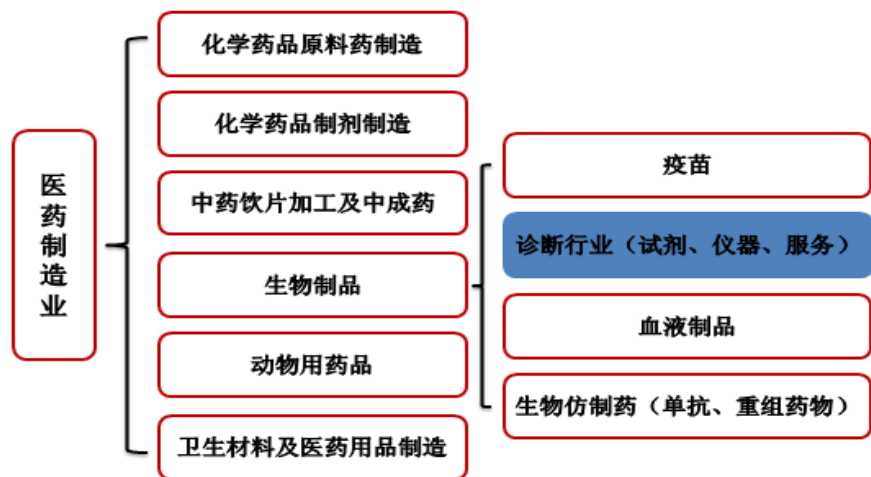 医药制造业
化学药品原料药制造
化学药品制剂制造
中药饮片加工及中成药
生物制品
动物用药品
卫生材料及医药用品制造
疫苗
诊断行业（试剂、仪器、服务）
血液制品
生物仿制药（单抗、重组药物）